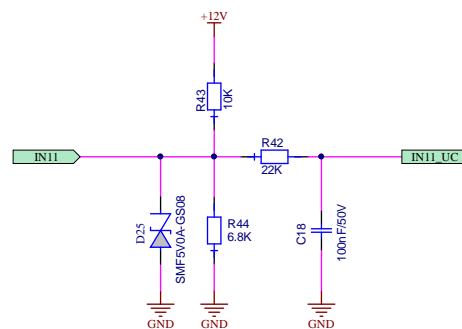 +12V
R43
10K
IN11
R42
22K
IN11_UC
D25
SMF5V0A-GS08
R44
6.8K
C18
100nF/50V
GND
GND
GND